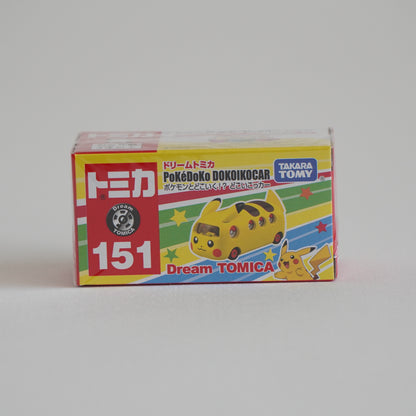 トミカ
Dream
TOMICA
151
ドリームトミカ
PoKéDoKo DOKOIKOCAR
ポケモンとどこいく!? どこいこうカー
TAKARA
TOMY
Dream TOMICA